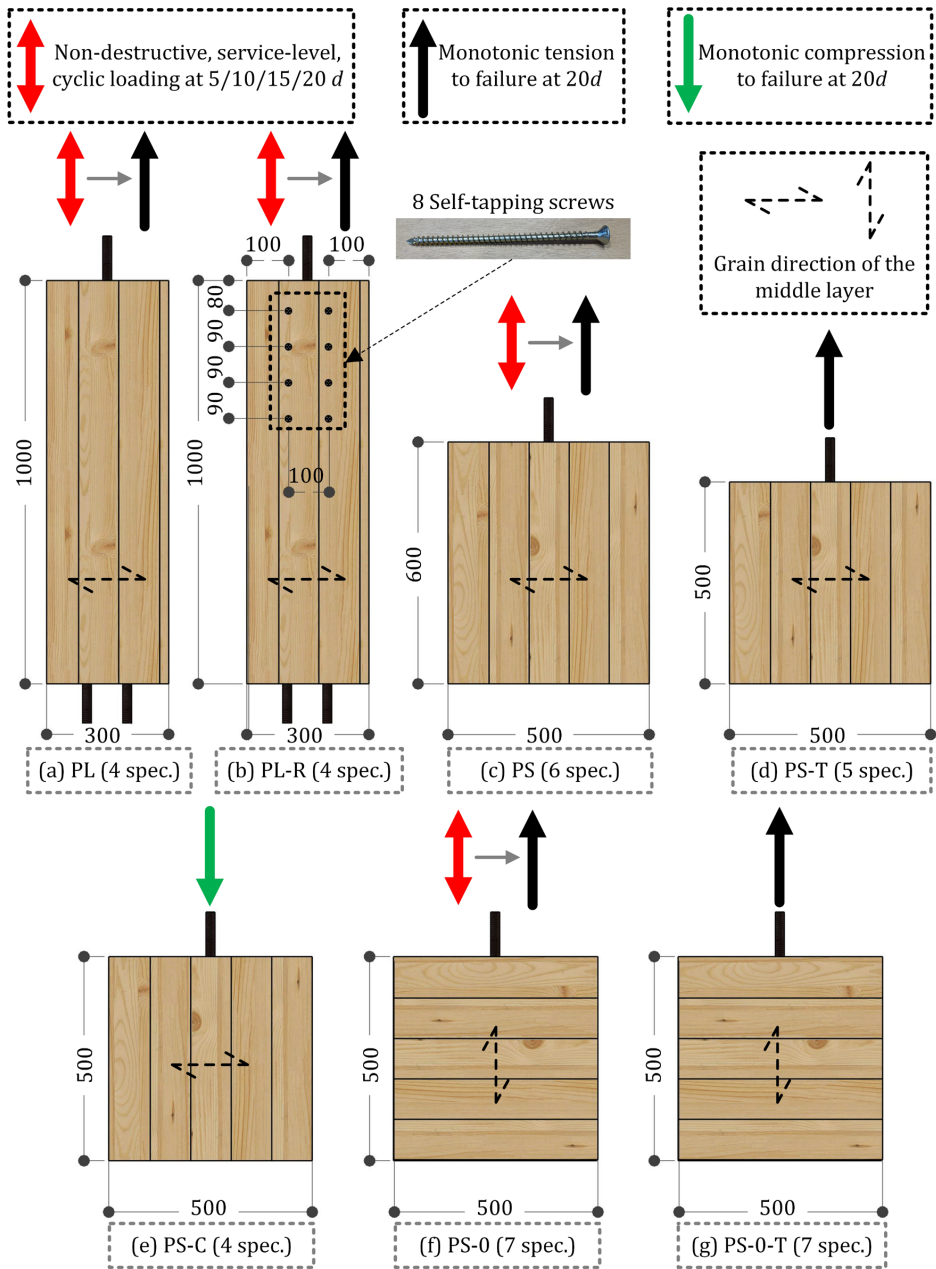 Non-destructive, service-level,
cyclic loading at 5/10/15/20 d
Monotonic tension
to failure at 20d
Monotonic compression
to failure at 20d
8 Self-tapping screws
Grain direction of the
middle layer
1000
300
(a) PL (4 spec.)
100
100
80
90
90
90
100
1000
300
(b) PL-R (4 spec.)
600
500
(c) PS (6 spec.)
500
500
(d) PS-T (5 spec.)
500
500
(e) PS-C (4 spec.)
500
500
(f) PS-0 (7 spec.)
500
500
(g) PS-0-T (7 spec.)